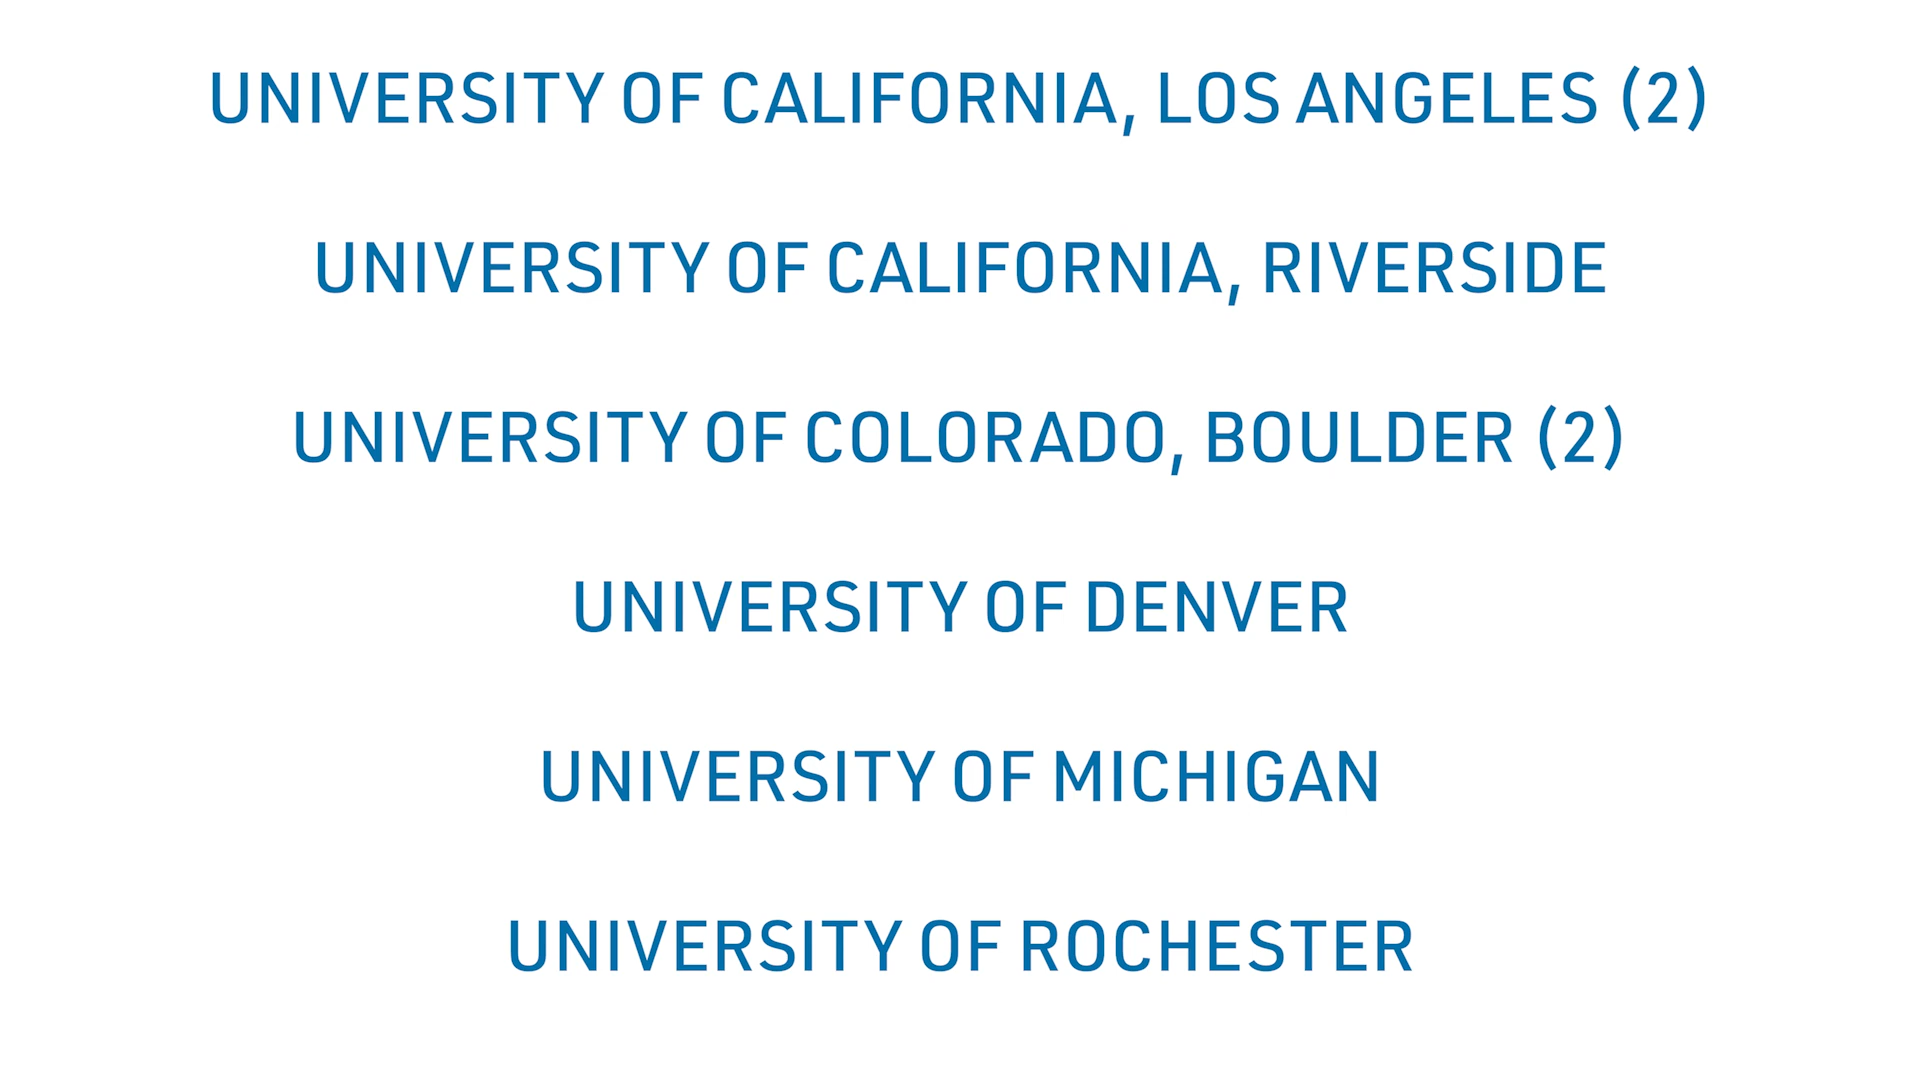 UNIVERSITY OF CALIFORNIA, LOS ANGELES (2)
UNIVERSITY OF CALIFORNIA, RIVERSIDE
UNIVERSITY OF COLORADO, BOULDER (2)
UNIVERSITY OF DENVER
UNIVERSITY OF MICHIGAN
UNIVERSITY OF ROCHESTER